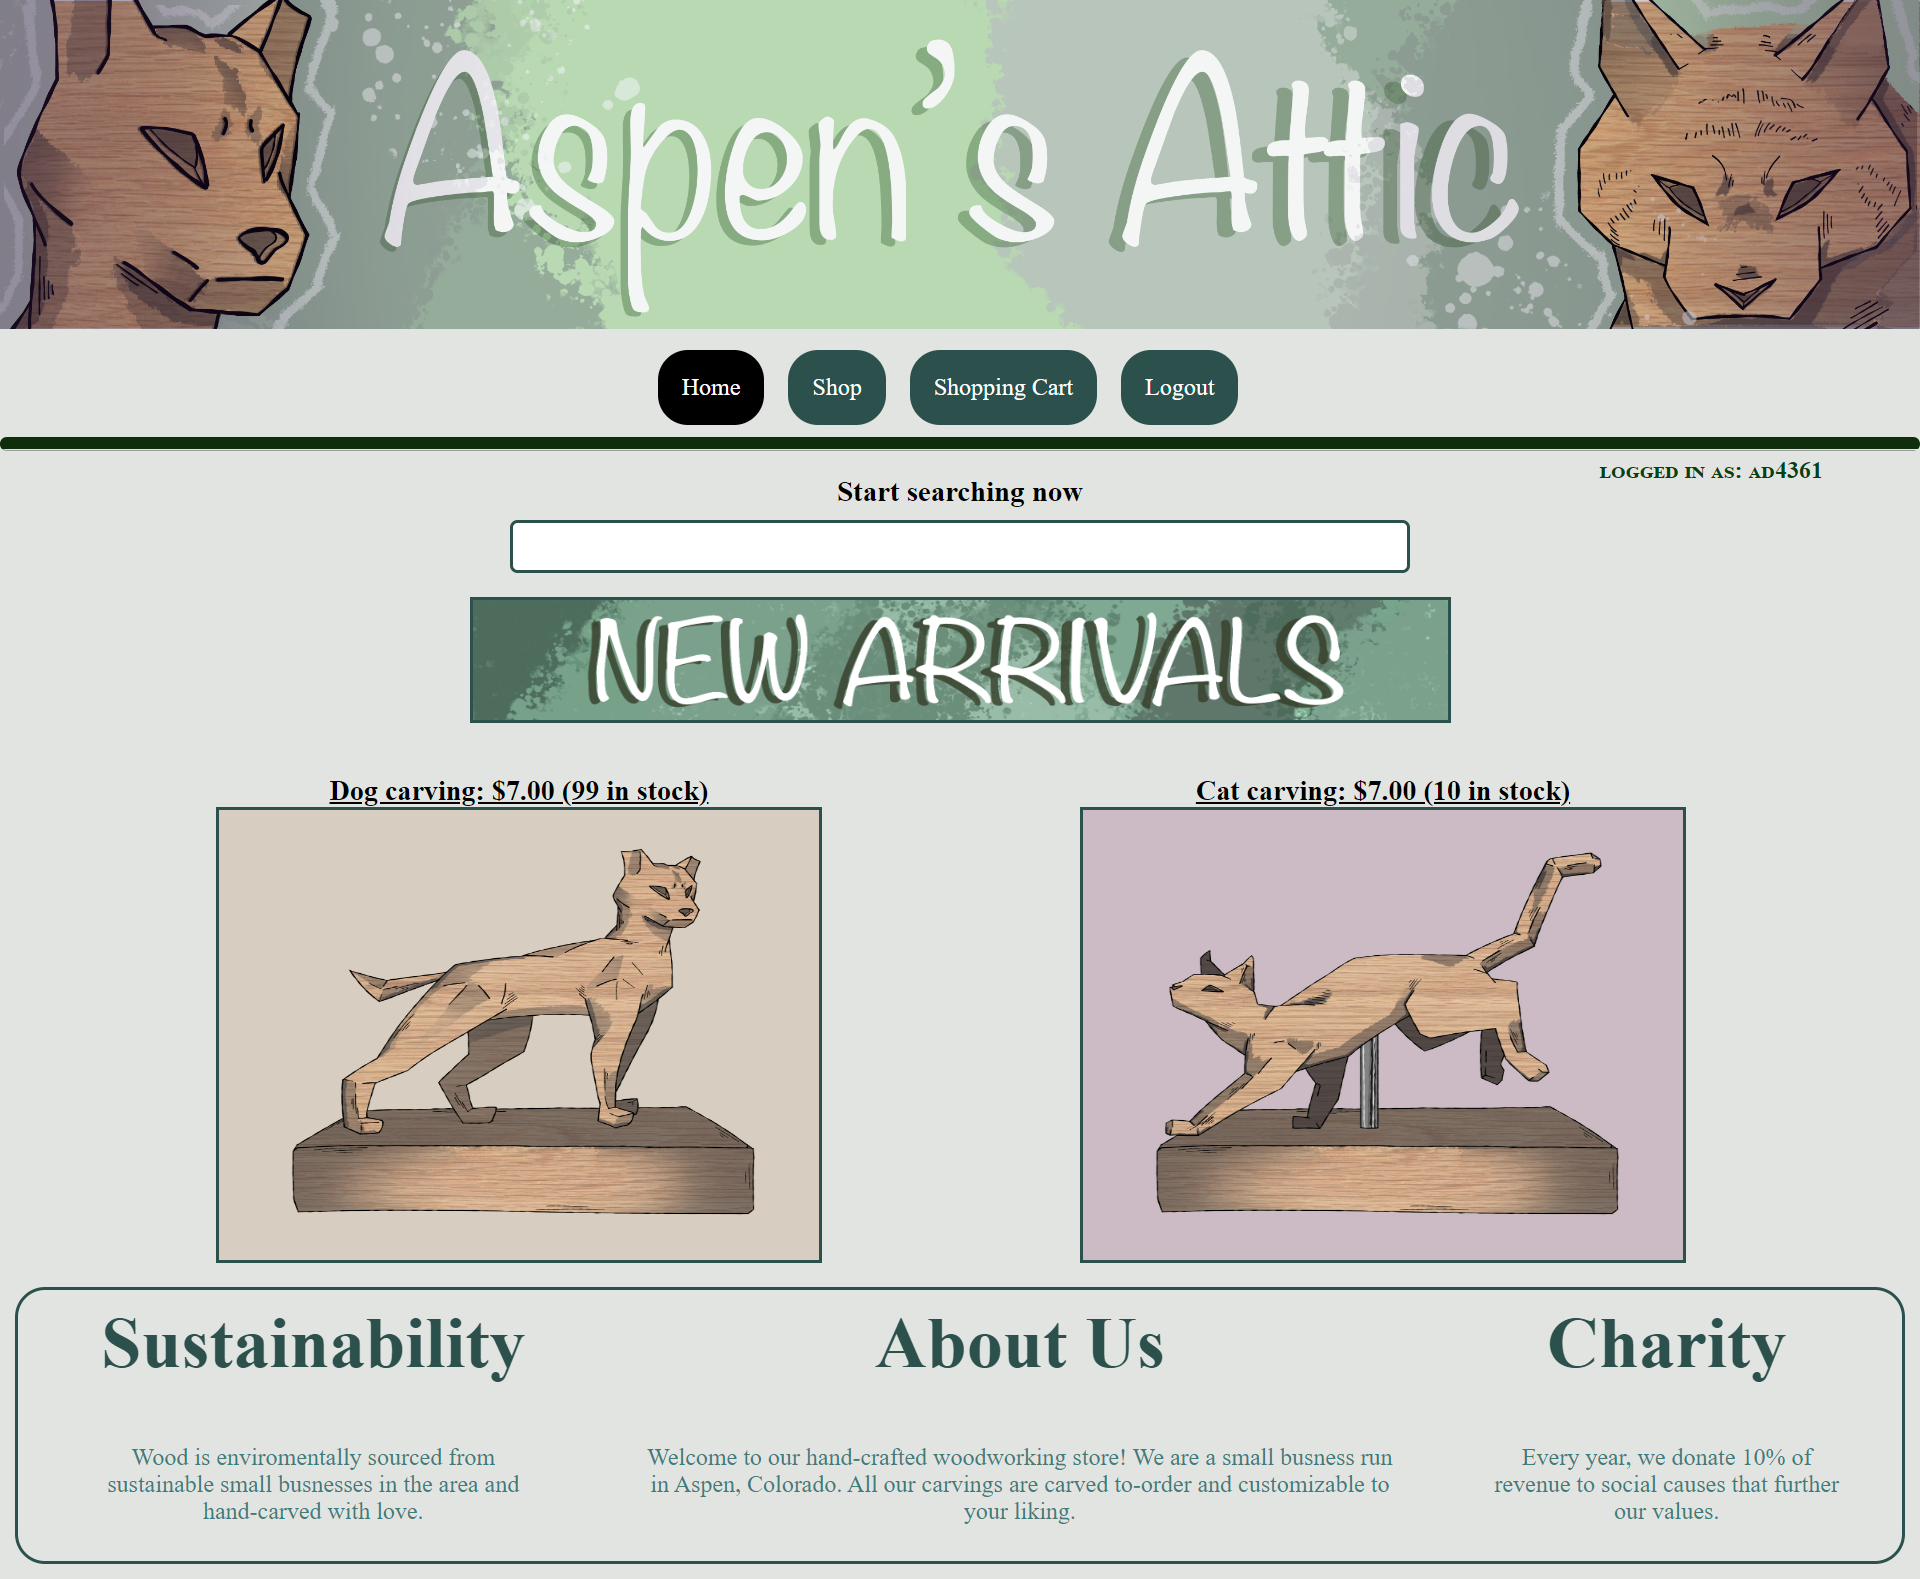 Aspen's Attic
Home
Shop
Shopping Cart
Logout
LOGGED IN AS: AD4361
Start searching now
NEW ARRIVALS
Dog carving: $7.00 (99 in stock)
Cat carving: $7.00 (10 in stock)
Sustainability
Wood is enviromentally sourced from
sustainable small busnesses in the area and
hand-carved with love.
About Us
Welcome to our hand-crafted woodworking store! We are a small busness run
in Aspen, Colorado. All our carvings are carved to-order and customizable to
your liking.
Charity
Every year, we donate 10% of
revenue to social causes that further
our values.